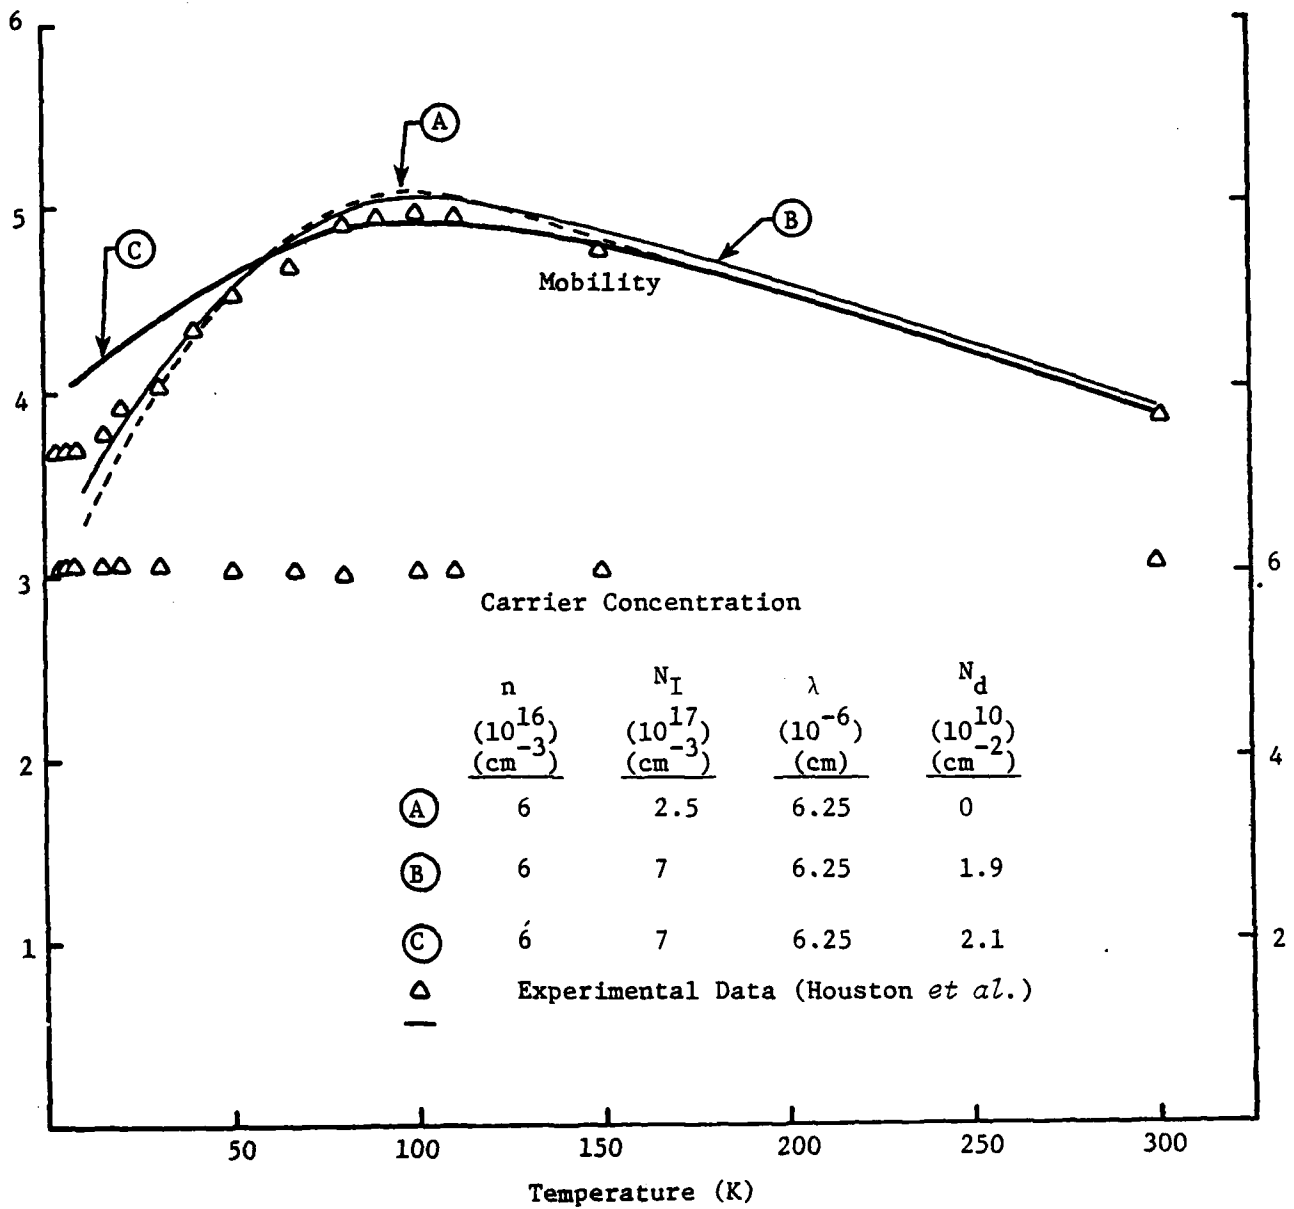 6
5
4
3
2
1
6
4
2
A
B
C
Mobility
Carrier Concentration
n N_I λ N_d
(10^16) (10^17) (10^-6) (10^10)
(cm^-3) (cm^-3) (cm) (cm^-2)
A 6 2.5 6.25 0
B 6 7 6.25 1.9
C 6 7 6.25 2.1
Δ Experimental Data (Houston et al.)
50 100 150 200 250 300
Temperature (K)